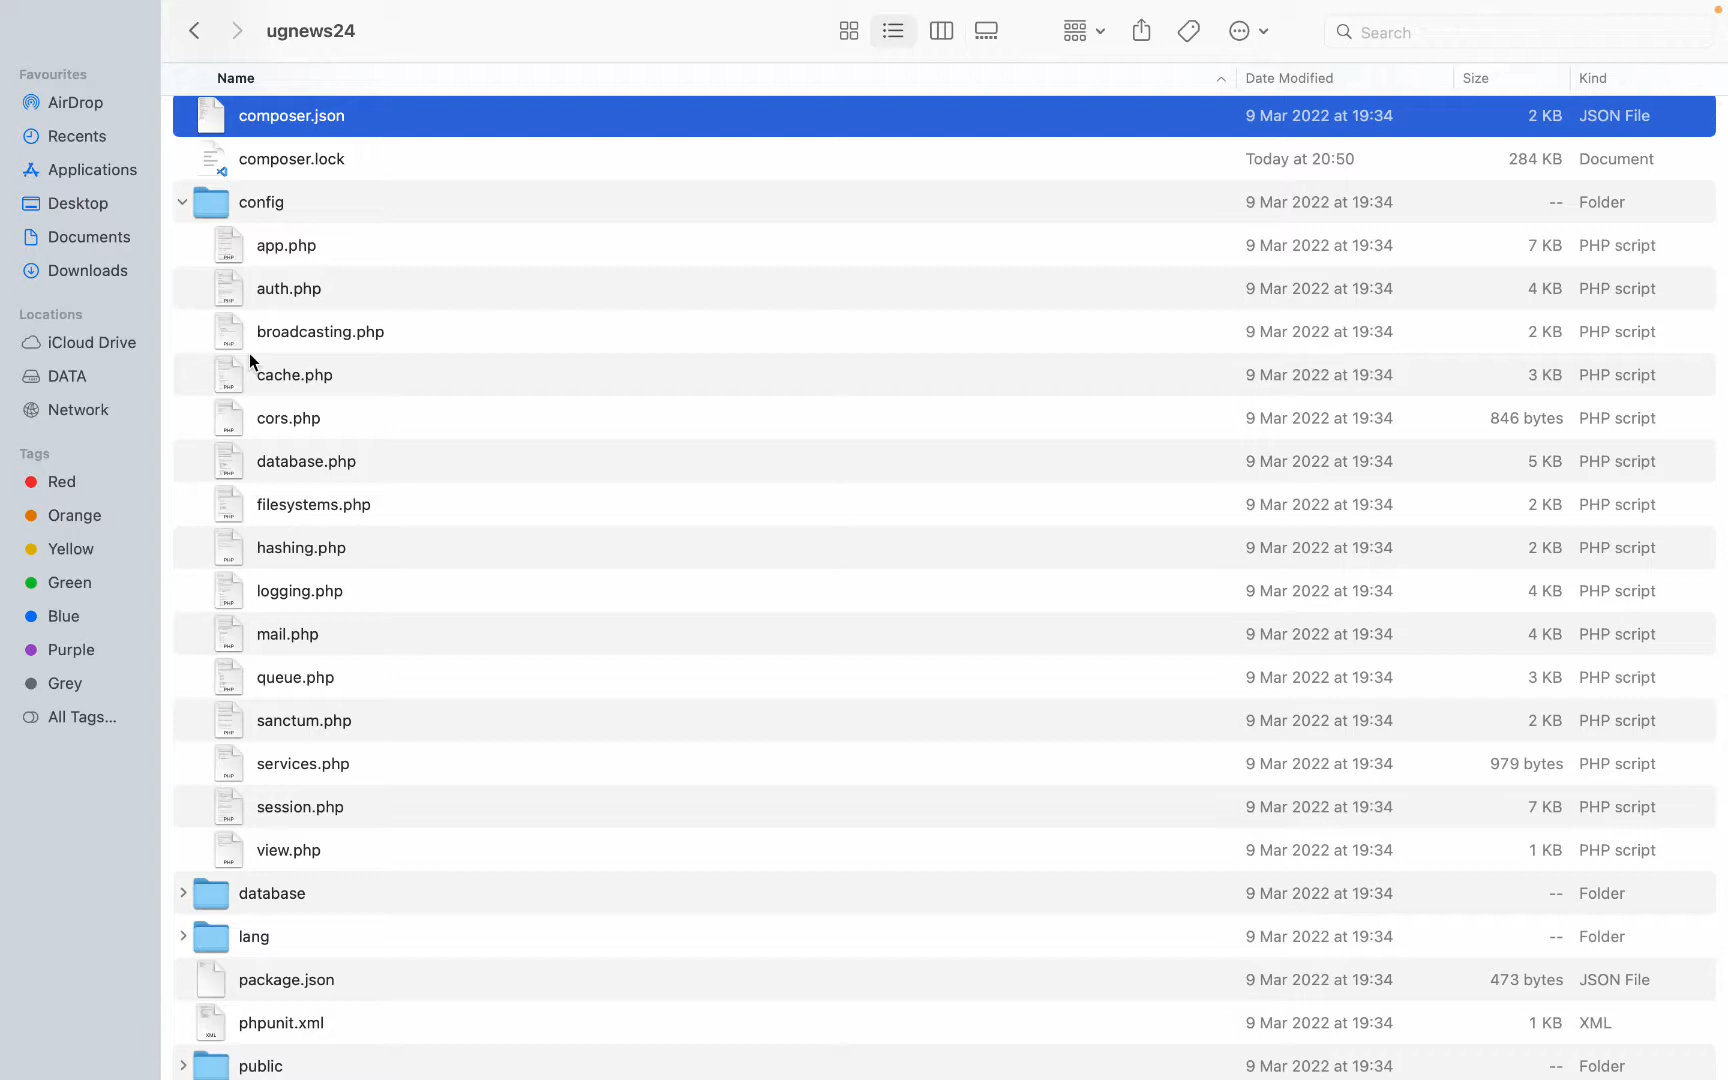 ugnews24
Search
Favourites
AirDrop
Recents
Applications
Desktop
Documents
Downloads
Locations
iCloud Drive
DATA
Network
Tags
Red
Orange
Yellow
Green
Blue
Purple
Grey
All Tags...
Name Date Modified Size Kind
composer.json 9 Mar 2022 at 19:34 2 KB JSON File
composer.lock Today at 20:50 284 KB Document
config 9 Mar 2022 at 19:34 -- Folder
app.php 9 Mar 2022 at 19:34 7 KB PHP script
auth.php 9 Mar 2022 at 19:34 4 KB PHP script
broadcasting.php 9 Mar 2022 at 19:34 2 KB PHP script
cache.php 9 Mar 2022 at 19:34 3 KB PHP script
cors.php 9 Mar 2022 at 19:34 846 bytes PHP script
database.php 9 Mar 2022 at 19:34 5 KB PHP script
filesystems.php 9 Mar 2022 at 19:34 2 KB PHP script
hashing.php 9 Mar 2022 at 19:34 2 KB PHP script
logging.php 9 Mar 2022 at 19:34 4 KB PHP script
mail.php 9 Mar 2022 at 19:34 4 KB PHP script
queue.php 9 Mar 2022 at 19:34 3 KB PHP script
sanctum.php 9 Mar 2022 at 19:34 2 KB PHP script
services.php 9 Mar 2022 at 19:34 979 bytes PHP script
session.php 9 Mar 2022 at 19:34 7 KB PHP script
view.php 9 Mar 2022 at 19:34 1 KB PHP script
database 9 Mar 2022 at 19:34 -- Folder
lang 9 Mar 2022 at 19:34 -- Folder
package.json 9 Mar 2022 at 19:34 473 bytes JSON File
phpunit.xml 9 Mar 2022 at 19:34 1 KB XML
public 9 Mar 2022 at 19:34 -- Folder